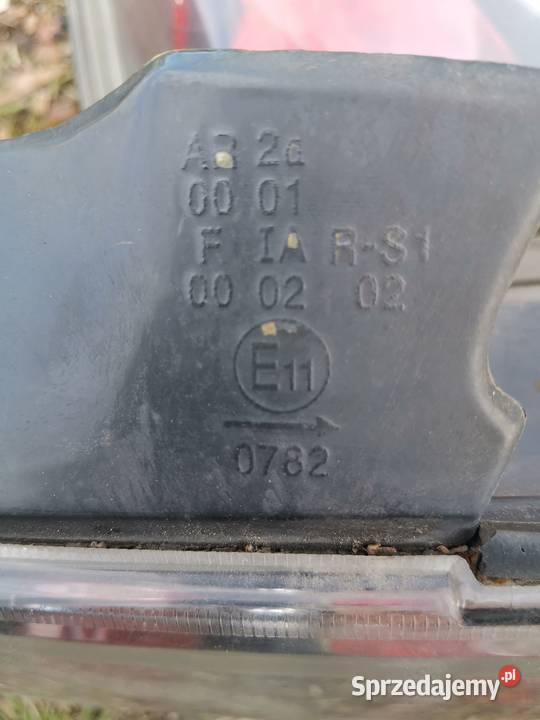 AR 2a
00 01
F IA R-S1
00 02 02
E11
0782
Sprzedajemy.pl